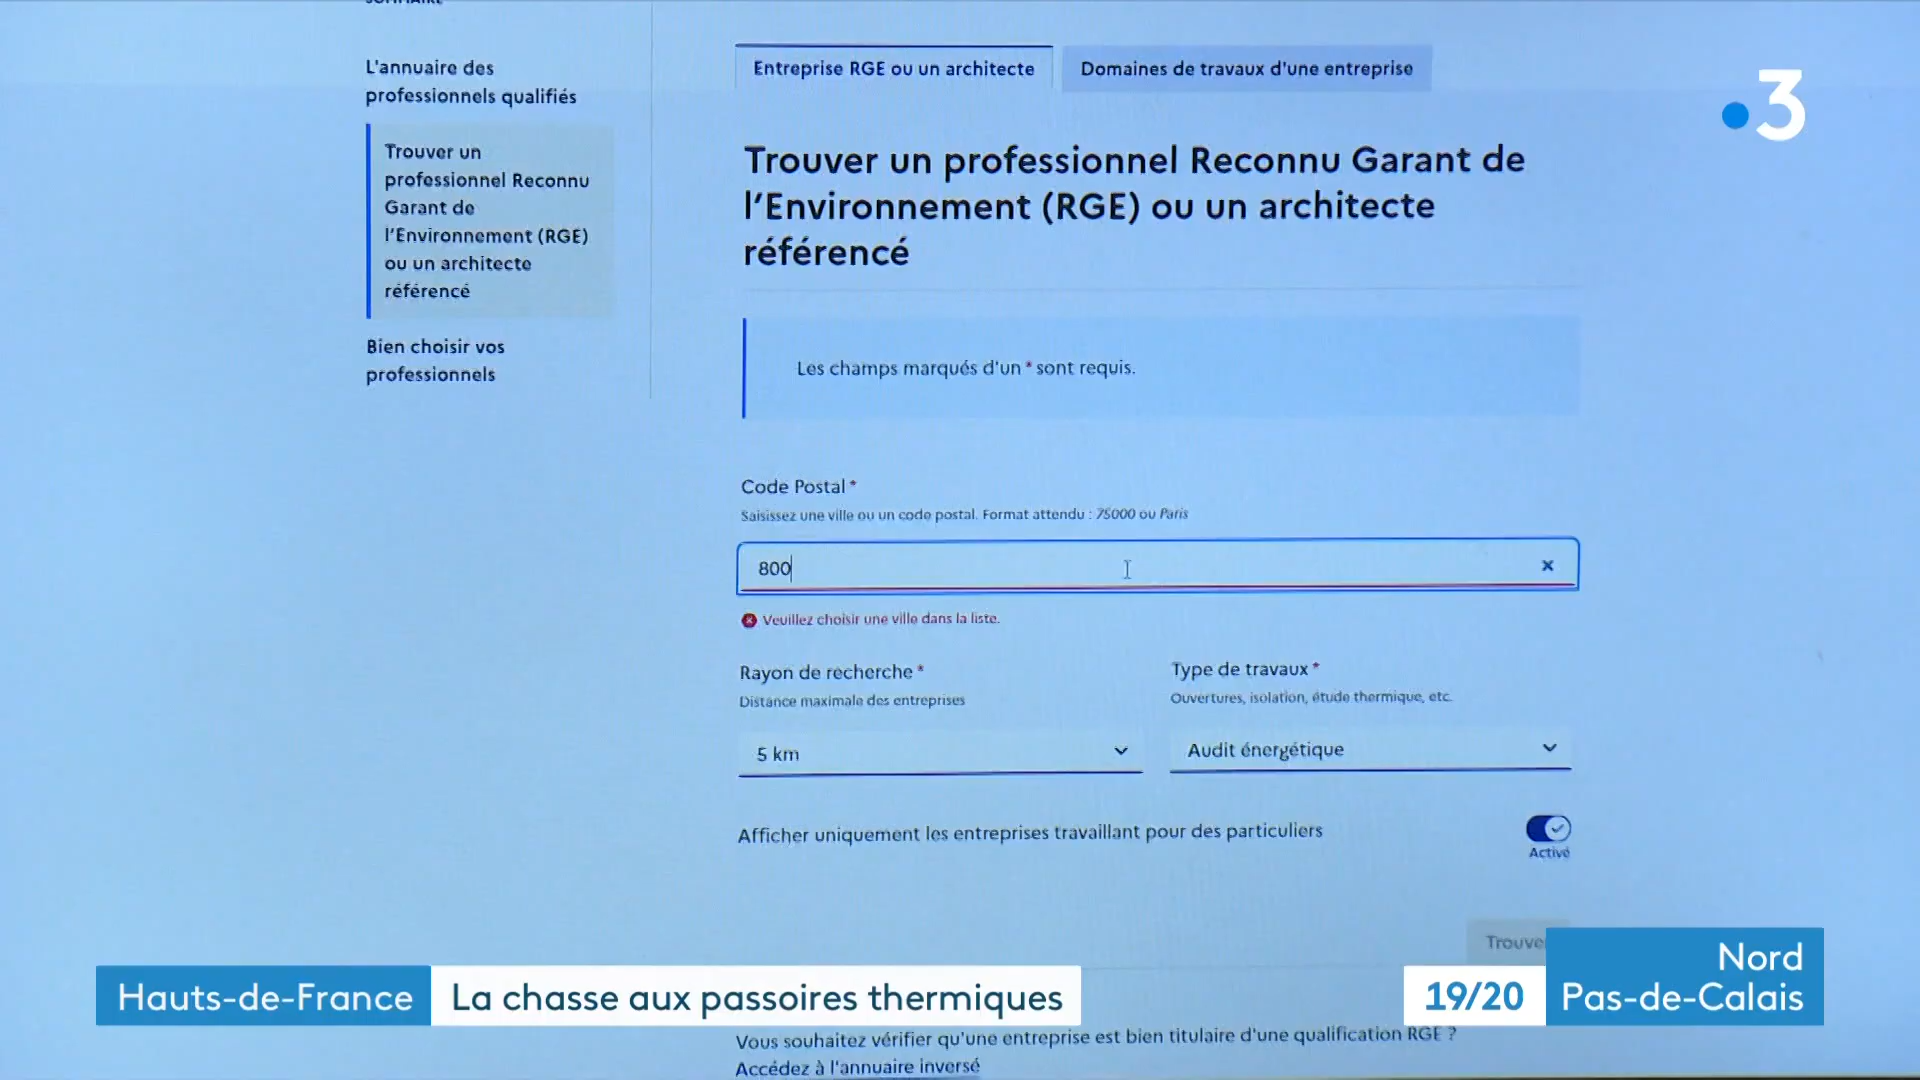 L'annuaire des
professionnels qualifiés
Trouver un
professionnel Reconnu
Garant de
l'Environnement (RGE)
ou un architecte
référencé
Bien choisir vos
professionnels
Entreprise RGE ou un architecte
Domaines de travaux d'une entreprise
3
Trouver un professionnel Reconnu Garant de
l'Environnement (RGE) ou un architecte
référencé
Les champs marqués d'un * sont requis.
Code Postal *
Saisissez une ville ou un code postal. Format attendu : 75000 ou Paris
800
Veuillez choisir une ville dans la liste.
Rayon de recherche *
Distance maximale des entreprises
5 km
Type de travaux *
Ouvertures, isolation, étude thermique, etc.
Audit énergétique
Afficher uniquement les entreprises travaillant pour des particuliers
Activé
Hauts-de-France
La chasse aux passoires thermiques
19/20
Nord
Pas-de-Calais
Vous souhaitez vérifier qu'une entreprise est bien titulaire d'une qualification RGE ?
Accédez à l'annuaire inversé